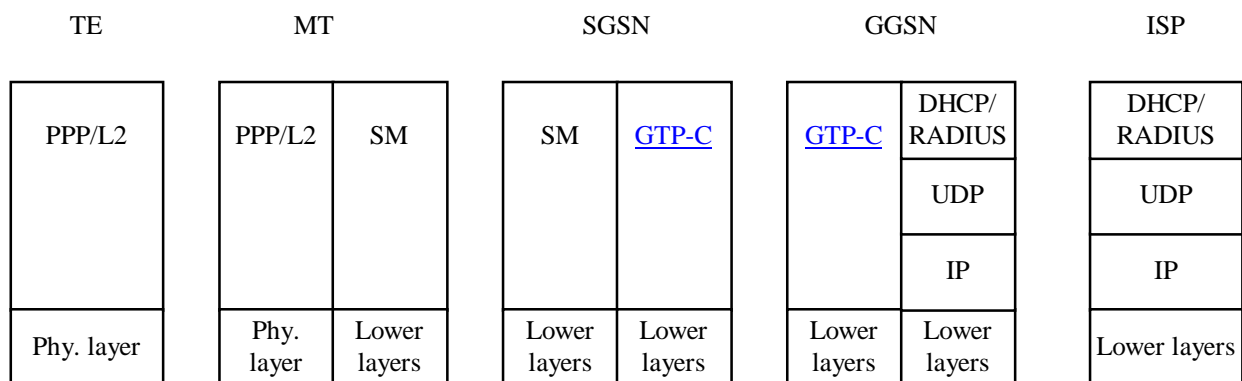 TE MT SGSN GGSN ISP
PPP/L2 PPP/L2 SM SM GTP-C GTP-C DHCP/ DHCP/
RADIUS RADIUS
UDP UDP
IP IP
Phy. layer Phy. Lower Lower Lower Lower Lower Lower layers
layer layers layers layers layers layers